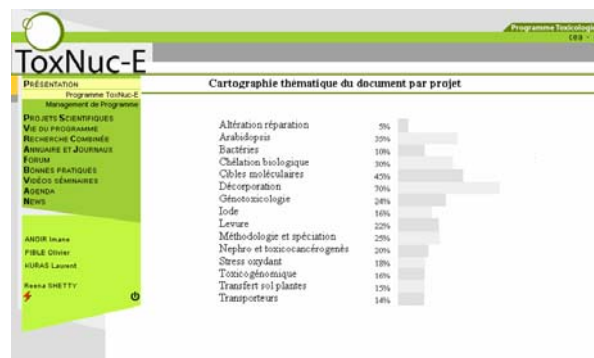 Programme Toxicologie
cea -
ToxNuc-E
PRÉSENTATION
Programme ToxNuc-E
Management de Programme
PROJETS SCIENTIFIQUES
VIE DU PROGRAMME
RECHERCHE COMBINÉE
ANNUAIRE ET JOURNAUX
FORUM
BONNES PRATIQUES
VIDÉOS SÉMINAIRES
AGENDA
NEWS
Imane
PIBLE Olivier
KURAS Laurent
Reena SHETTY
Cartographie thématique du document par projet
Altération réparation 5%
Arabidopsis 35%
Bactéries 10%
Chélation biologique 30%
Cibles moléculaires 45%
Décorporation 70%
Génotoxicologie 24%
Iode 16%
Levure 22%
Méthodologie et spéciation 25%
Nephro et toxicocancérogenès 20%
Stress oxydant 18%
Toxicogénomique 16%
Transfert sol plantes 15%
Transporteurs 14%